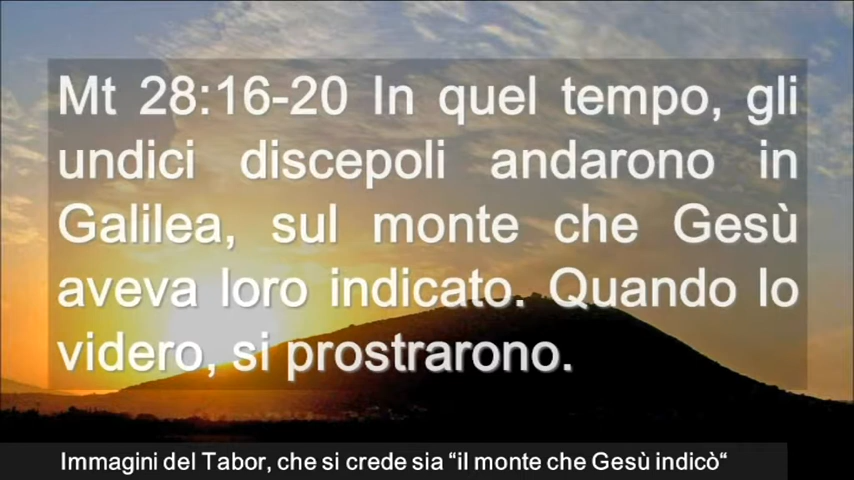 Mt 28:16-20 In quel tempo, gli
undici discepoli andarono in
Galilea, sul monte che Gesù
aveva loro indicato. Quando lo
videro, si prostrarono.
Immagini del Tabor, che si crede sia “il monte che Gesù indicò“